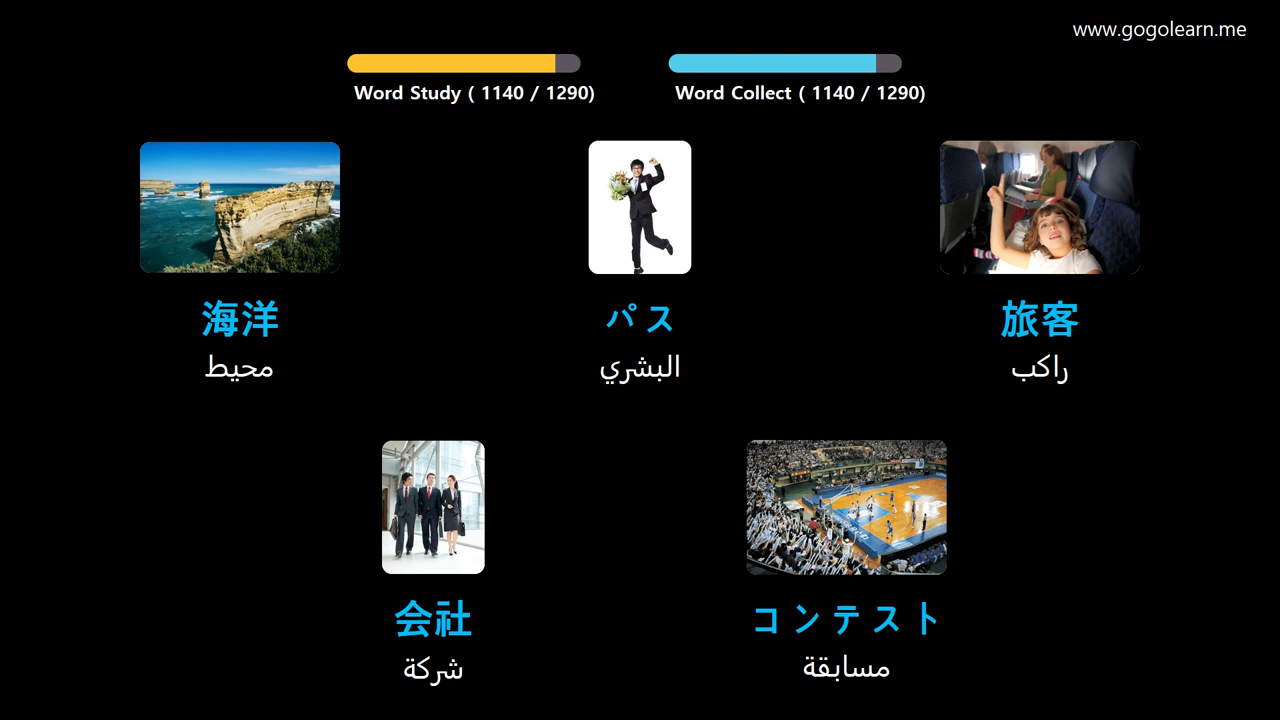 www.gogolearn.me
Word Study ( 1140 / 1290)
Word Collect ( 1140 / 1290)
海洋
محيط
パス
البشري
旅客
راكب
会社
شركة
コンテスト
مسابقة